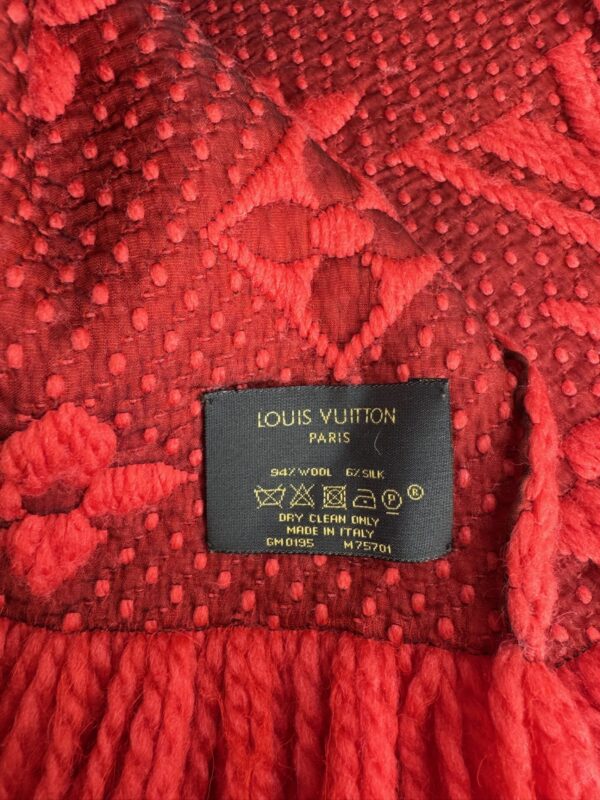 LOUIS VUITTON
PARIS
94% WOOL 6% SILK
P ®
DRY CLEAN ONLY
MADE IN ITALY
GM0195 M75701